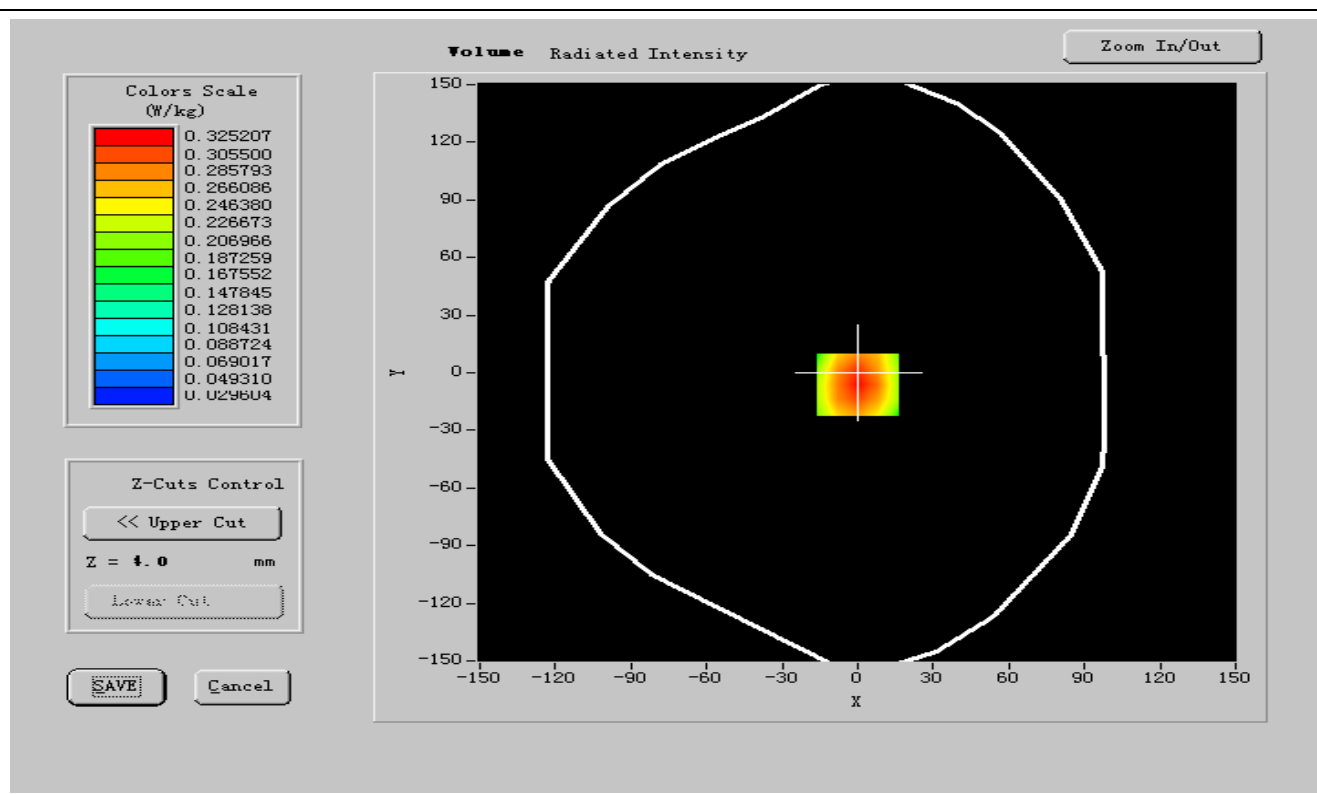 Volume Radiated Intensity
Zoom In/Out
Colors Scale
(W/kg)
0.325207
0.305500
0.285793
0.266086
0.246380
0.226673
0.206966
0.187259
0.167552
0.147845
0.128138
0.108431
0.088724
0.069017
0.049310
0.029604
Z-Cuts Control
<< Upper Cut
Z = 4.0 mm
Lower Cut
SAVE
Cancel
150
120
90
60
30
0
-30
-60
-90
-120
-150
Y
-150 -120 -90 -60 -30 0 30 60 90 120 150
X